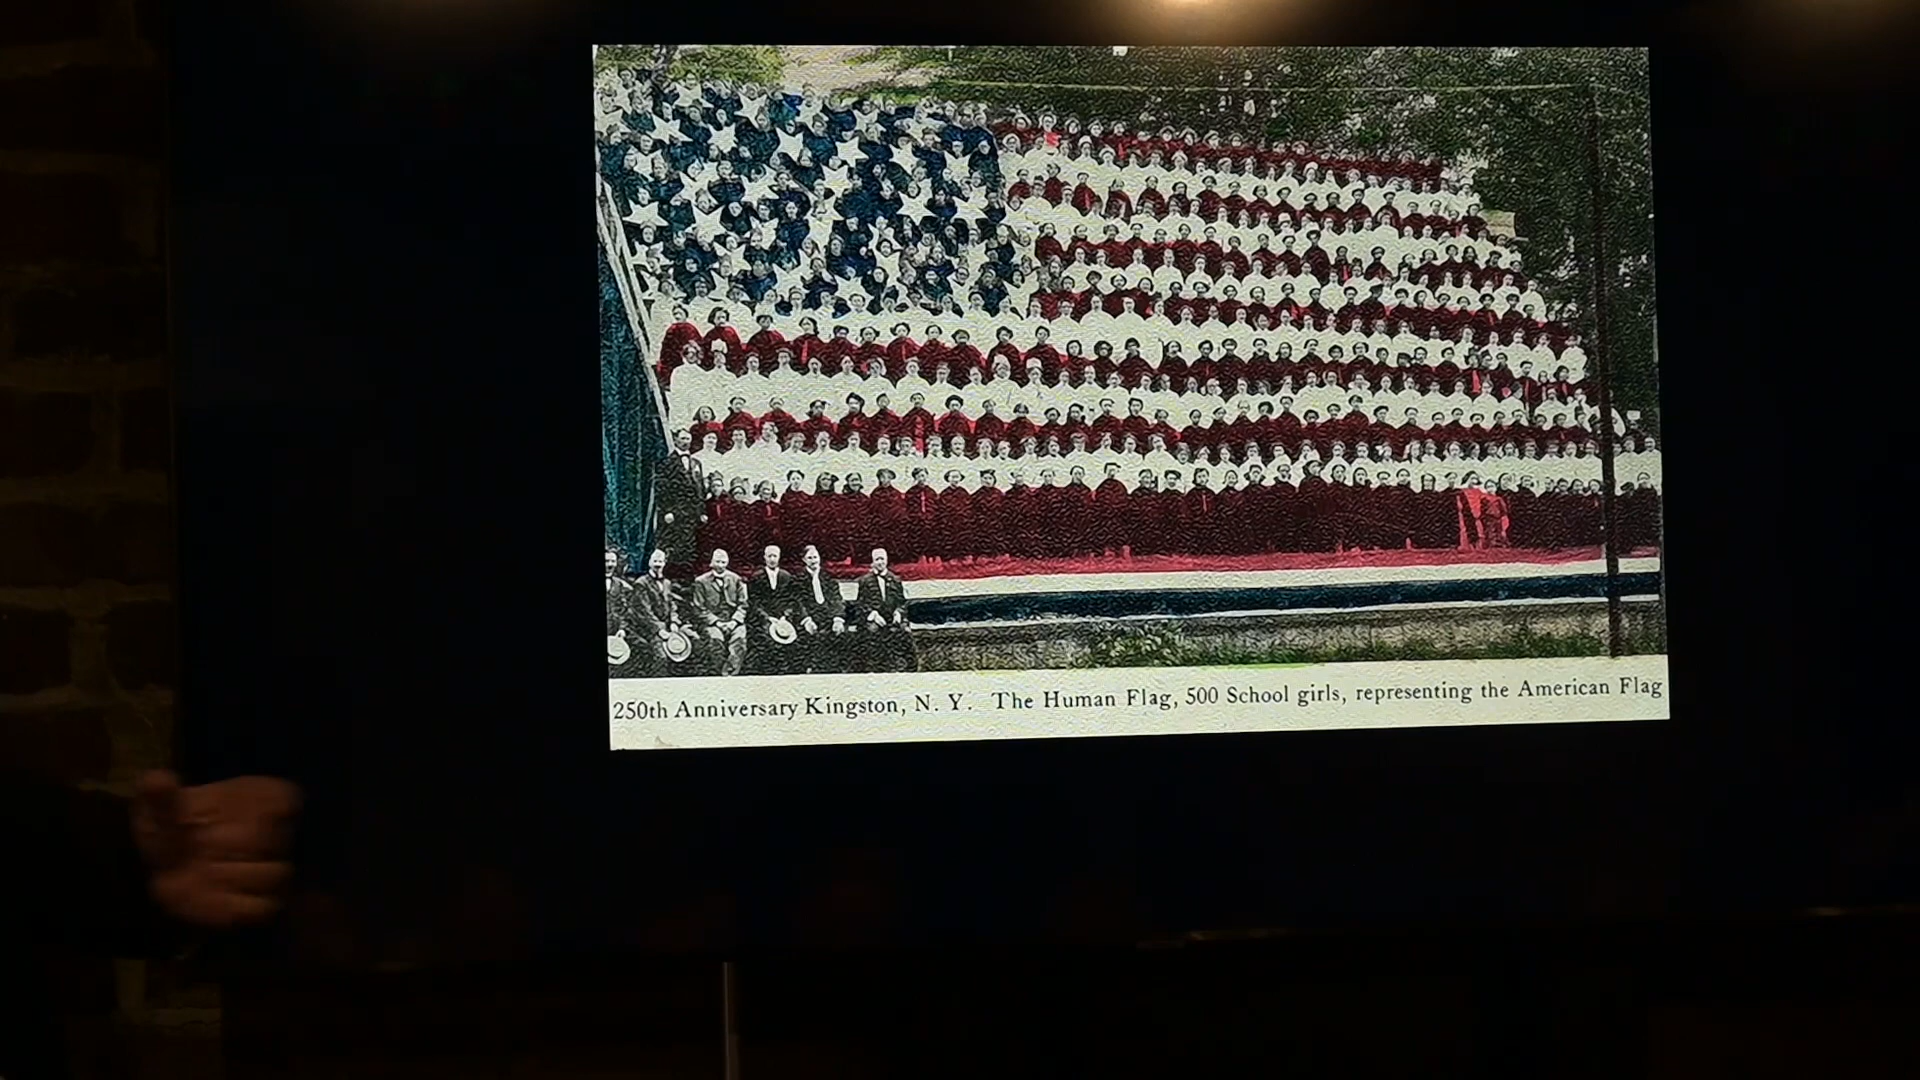 250th Anniversary Kingston, N. Y. The Human Flag, 500 School girls, representing the American Flag